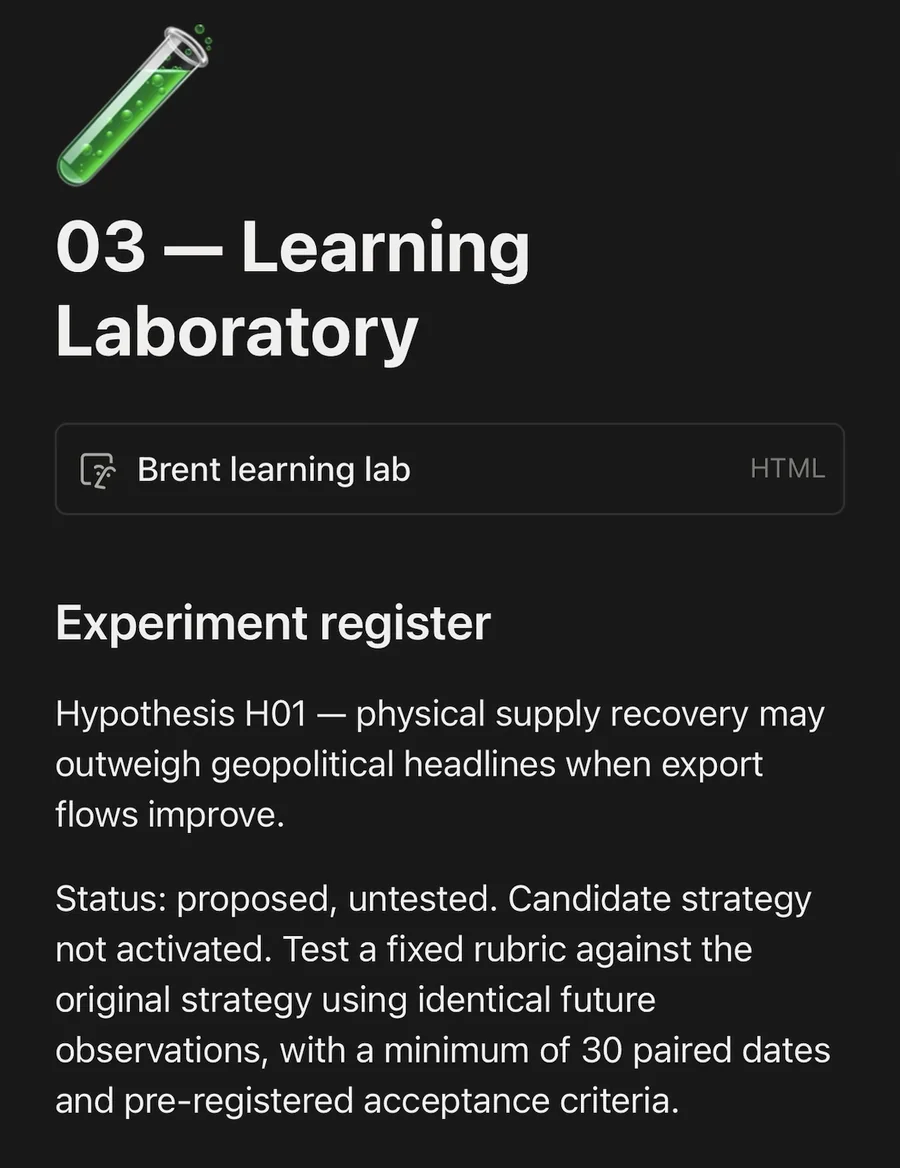 03 — Learning
Laboratory
Brent learning lab
HTML
Experiment register
Hypothesis H01 — physical supply recovery may
outweigh geopolitical headlines when export
flows improve.
Status: proposed, untested. Candidate strategy
not activated. Test a fixed rubric against the
original strategy using identical future
observations, with a minimum of 30 paired dates
and pre-registered acceptance criteria.